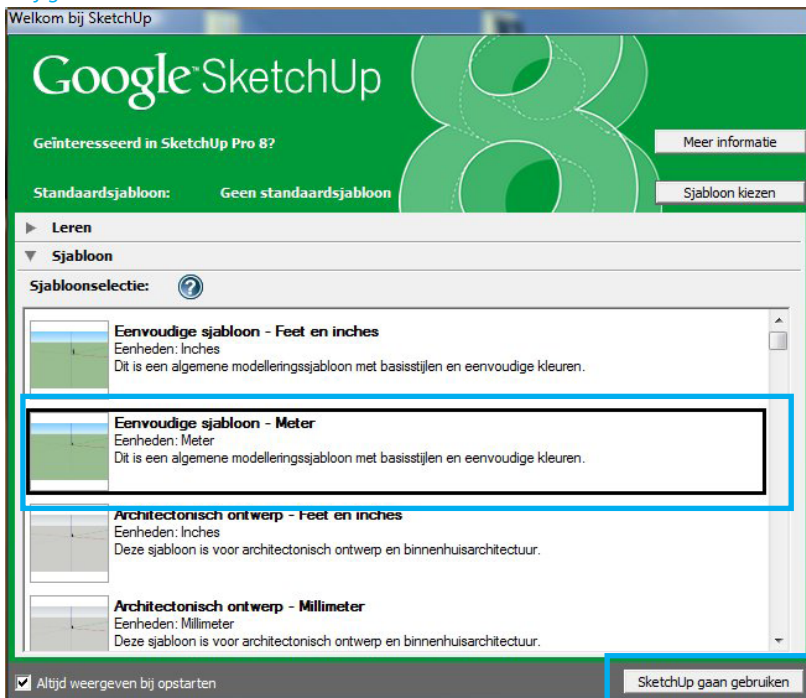 Welkom bij SketchUp
Google™ SketchUp
Geïnteresseerd in SketchUp Pro 8?
Meer informatie
Standaardsjabloon: Geen standaardsjabloon
Sjabloon kiezen
Leren
Sjabloon
Sjabloonselectie:
Eenvoudige sjabloon - Feet en inches
Eenheden: Inches
Dit is een algemene modelleringssjabloon met basisstijlen en eenvoudige kleuren.
Eenvoudige sjabloon - Meter
Eenheden: Meter
Dit is een algemene modelleringssjabloon met basisstijlen en eenvoudige kleuren.
Architectonisch ontwerp - Feet en inches
Eenheden: Inches
Deze sjabloon is voor architectonisch ontwerp en binnenhuisarchitectuur.
Architectonisch ontwerp - Millimeter
Eenheden: Millimeter
Deze sjabloon is voor architectonisch ontwerp en binnenhuisarchitectuur.
Altijd weergeven bij opstarten
SketchUp gaan gebruiken